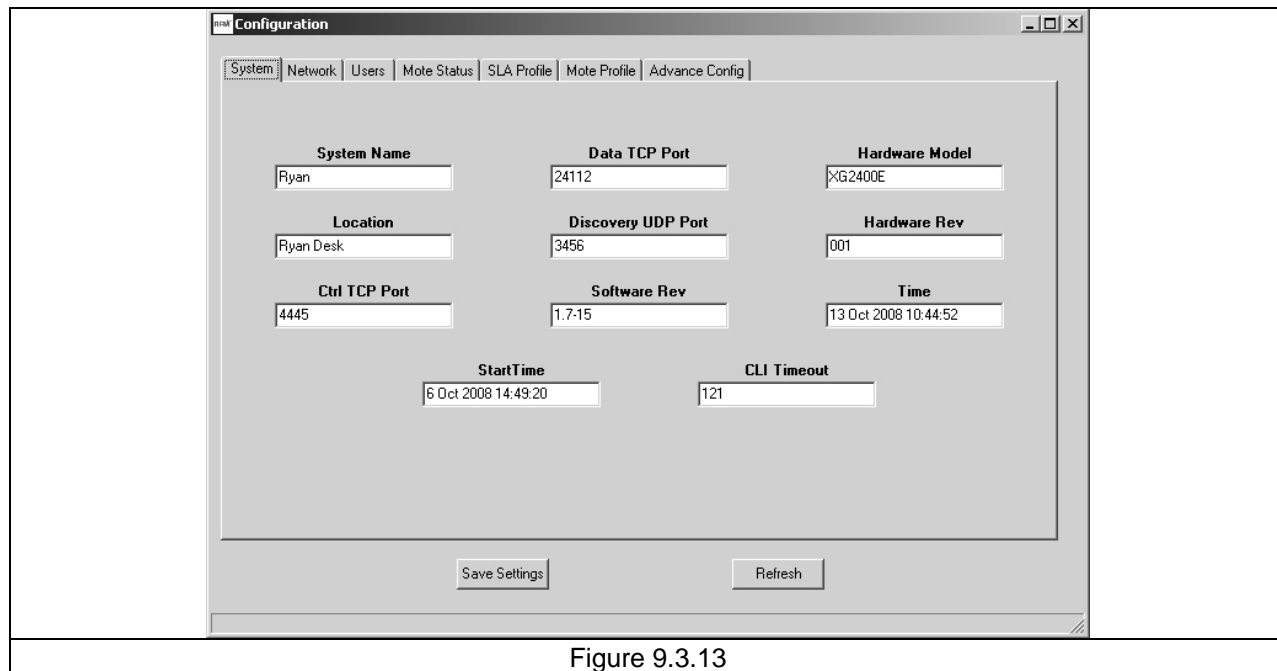 Configuration
System Network Users Mote Status SLA Profile Mote Profile Advance Config
System Name Data TCP Port Hardware Model
Ryan 24112 XG2400E
Location Discovery UDP Port Hardware Rev
Ryan Desk 3456 001
Ctrl TCP Port Software Rev Time
4445 1.7-15 13 Oct 2008 10:44:52
StartTime CLI Timeout
6 Oct 2008 14:49:20 121
Save Settings Refresh
Figure 9.3.13